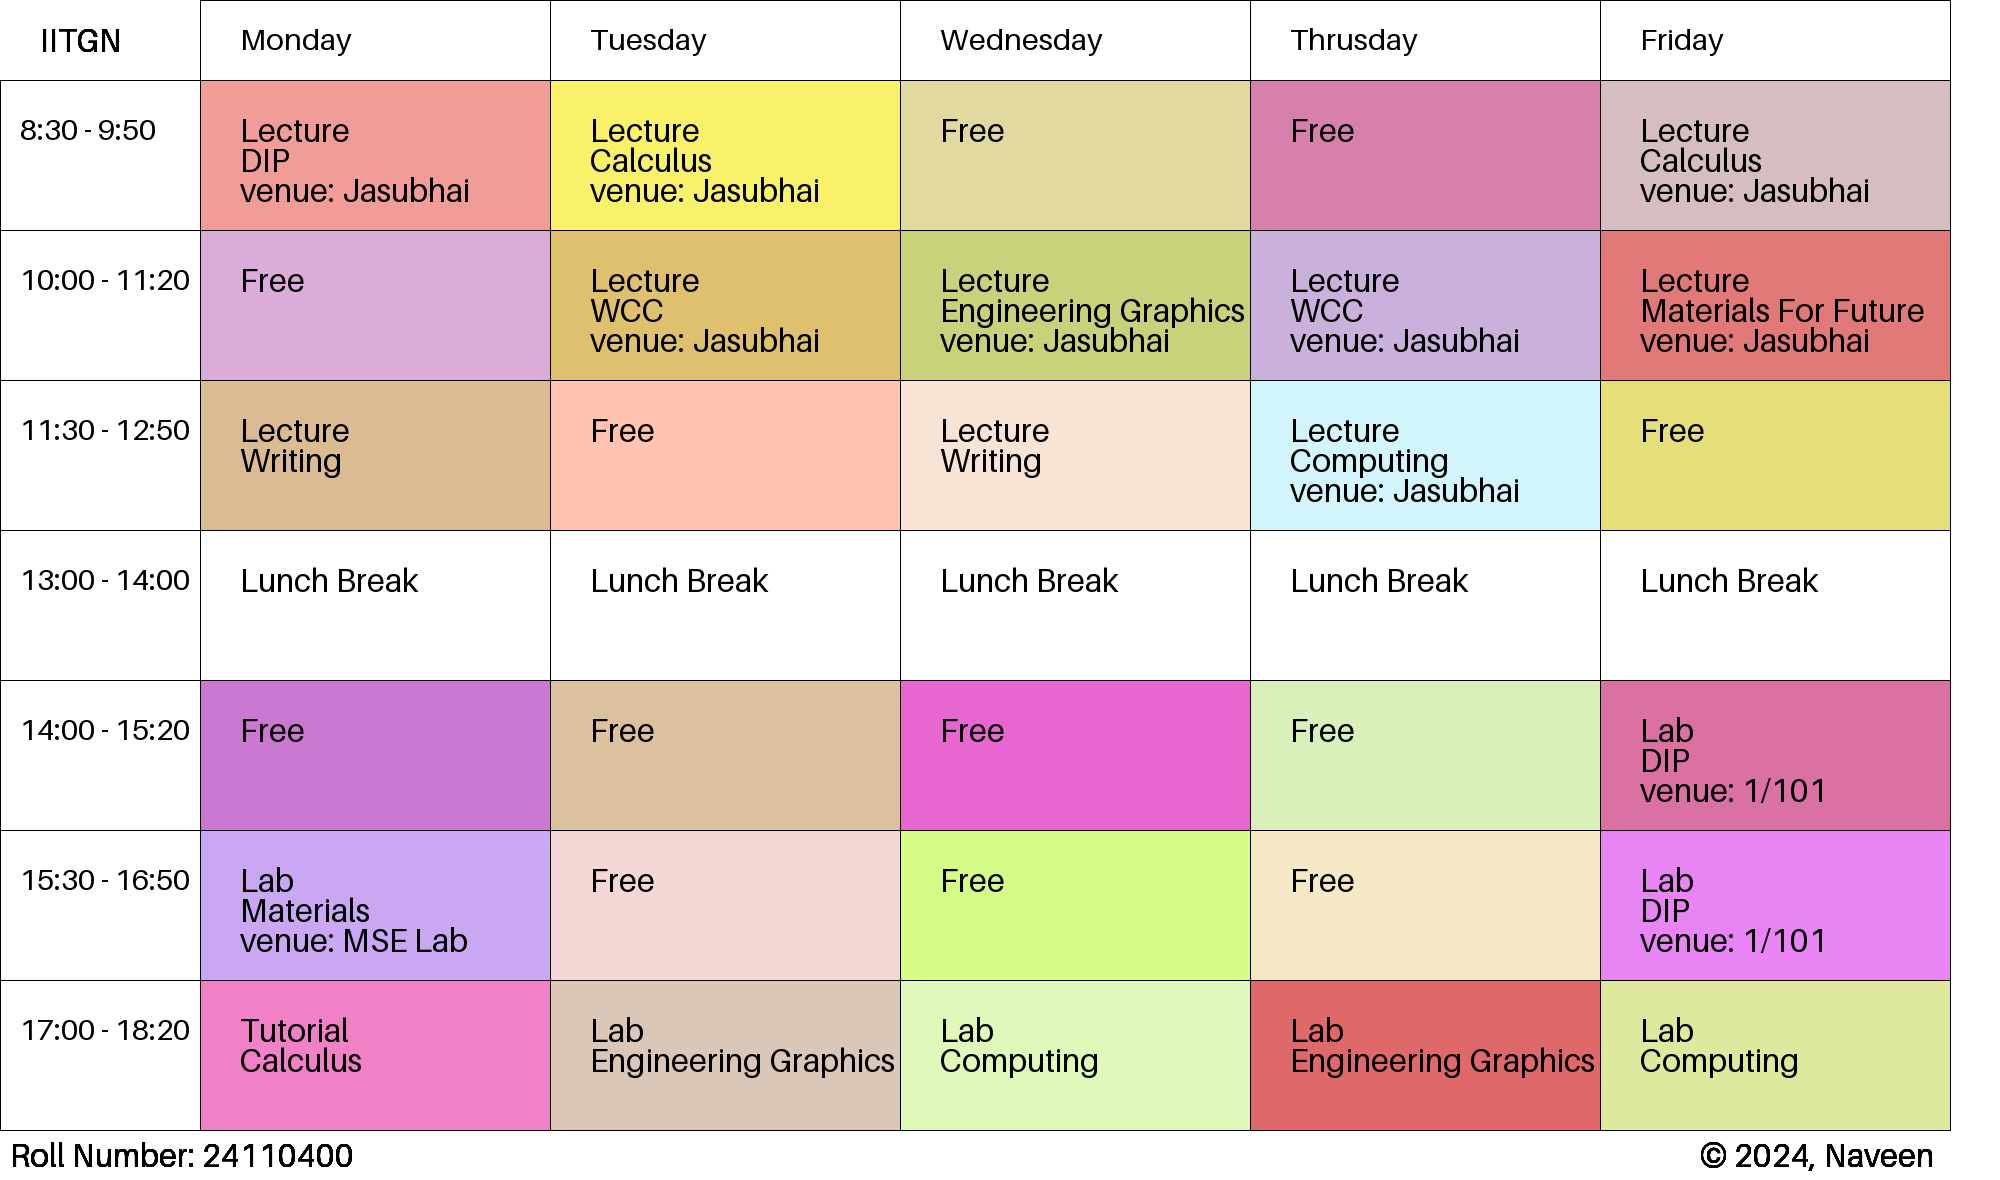 IITGN Monday Tuesday Wednesday Thrusday Friday
8:30 - 9:50
Lecture
DIP
venue: Jasubhai
Lecture
Calculus
venue: Jasubhai
Free
Free
Lecture
Calculus
venue: Jasubhai
10:00 - 11:20
Free
Lecture
WCC
venue: Jasubhai
Lecture
Engineering Graphics
venue: Jasubhai
Lecture
WCC
venue: Jasubhai
Lecture
Materials For Future
venue: Jasubhai
11:30 - 12:50
Lecture
Writing
Free
Lecture
Writing
Lecture
Computing
venue: Jasubhai
Free
13:00 - 14:00
Lunch Break
Lunch Break
Lunch Break
Lunch Break
Lunch Break
14:00 - 15:20
Free
Free
Free
Free
Lab
DIP
venue: 1/101
15:30 - 16:50
Lab
Materials
venue: MSE Lab
Free
Free
Free
Lab
DIP
venue: 1/101
17:00 - 18:20
Tutorial
Calculus
Lab
Engineering Graphics
Lab
Computing
Lab
Engineering Graphics
Lab
Computing
Roll Number: 24110400
© 2024, Naveen